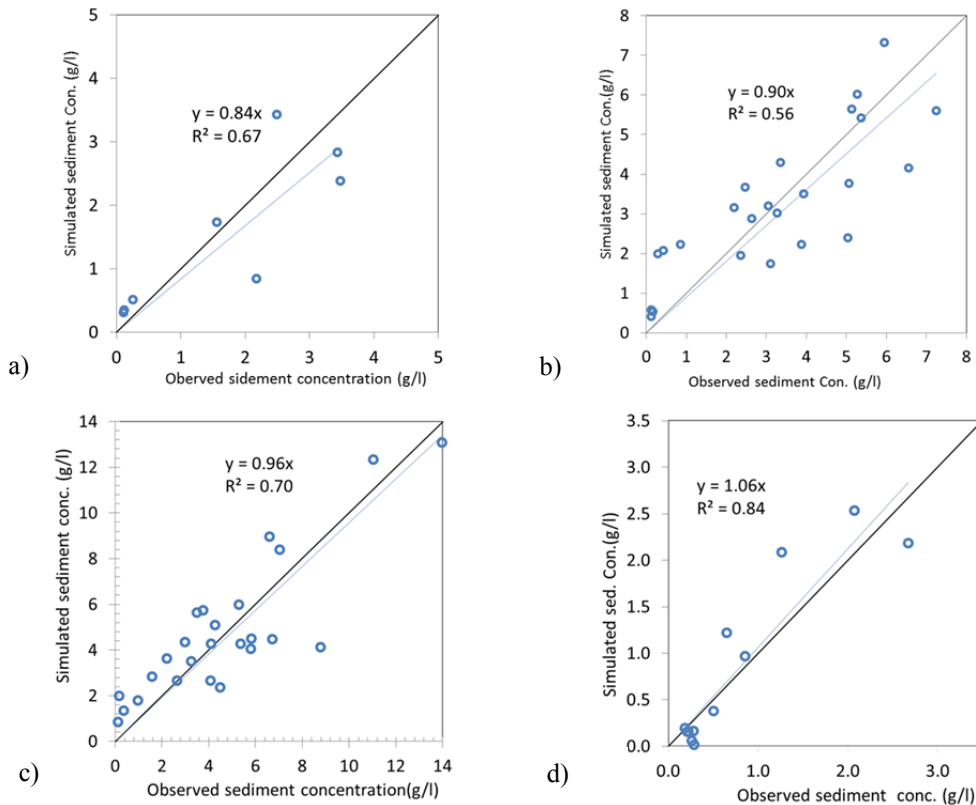 5
4
3
2
1
0
0
1
2
3
4
5
y = 0.84x
R² = 0.67
Simulated sediment Con. (g/l)
Oberved sidement concentration (g/l)
a)
8
7
6
5
4
3
2
1
0
0
1
2
3
4
5
6
7
8
y = 0.90x
R² = 0.56
Simulated sediment Con.(g/l)
Observed sediment Con. (g/l)
b)
14
12
10
8
6
4
2
0
0
2
4
6
8
10
12
14
y = 0.96x
R² = 0.70
Simulated sediment conc. (g/l)
Observed sediment concentration(g/l)
c)
3.5
3.0
2.5
2.0
1.5
1.0
0.5
0.0
0.0
1.0
2.0
3.0
y = 1.06x
R² = 0.84
Simulated sed. Con.(g/l)
Observed sediment conc. (g/l)
d)